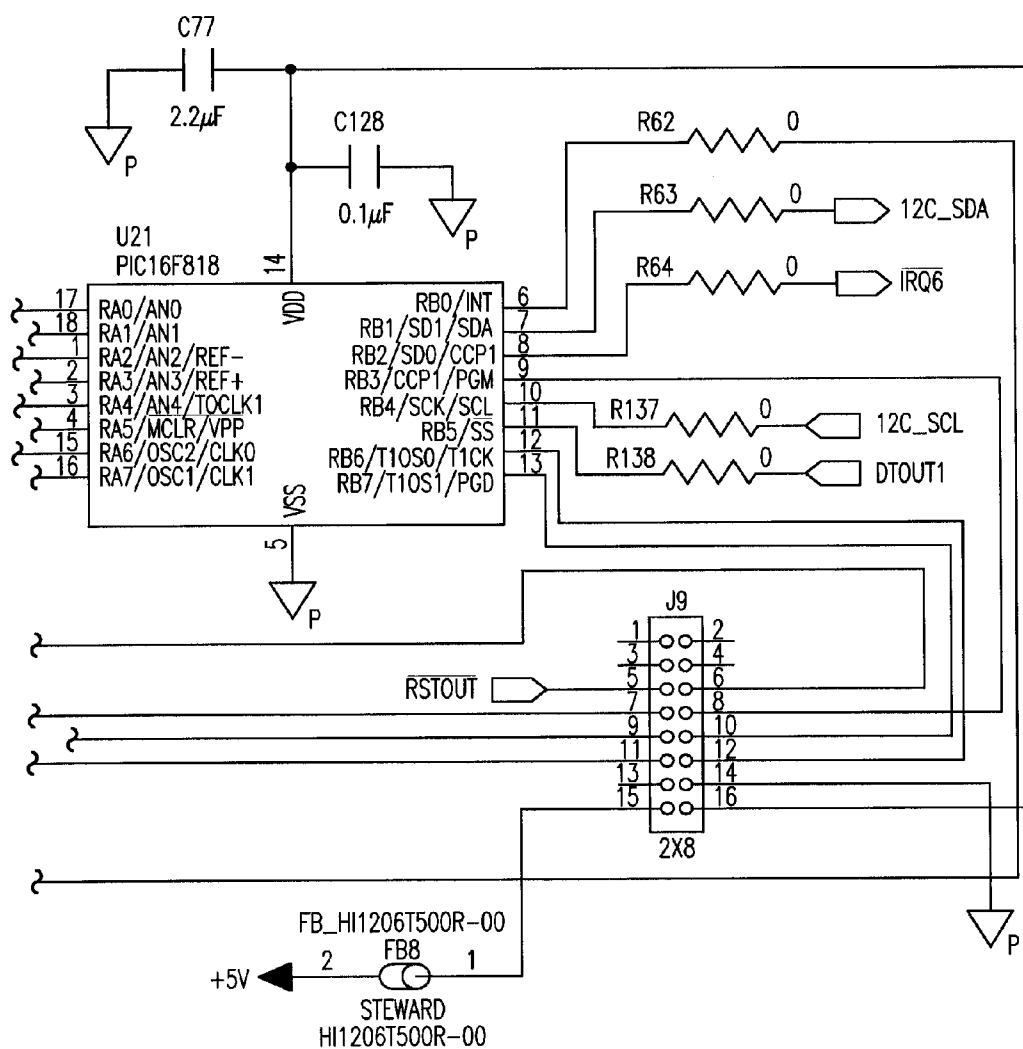 C77
2.2µF
P
C128
0.1µF
P
R62 0
R63 0 12C_SDA
R64 0 IRQ6
U21
PIC16F818
14
VDD
17 RA0/AN0
18 RA1/AN1
1 RA2/AN2/REF-
2 RA3/AN3/REF+
3 RA4/AN4/TOCLK1
4 RA5/MCLR/VPP
15 RA6/OSC2/CLK0
16 RA7/OSC1/CLK1
RB0/INT 6
RB1/SD1/SDA 7
RB2/SD0/CCP1 8
RB3/CCP1/PGM 9
RB4/SCK/SCL 10
RB5/SS 11
RB6/T1OS0/T1CK 12
RB7/T1OS1/PGD 13
VSS
5
P
R137 0 12C_SCL
R138 0 DTOUT1
J9
1 2
3 4
RSTOUT 5 6
7 8
9 10
11 12
13 14
15 16
2X8
P
FB_HI1206T500R-00
FB8
+5V 2 1
STEWARD
HI1206T500R-00